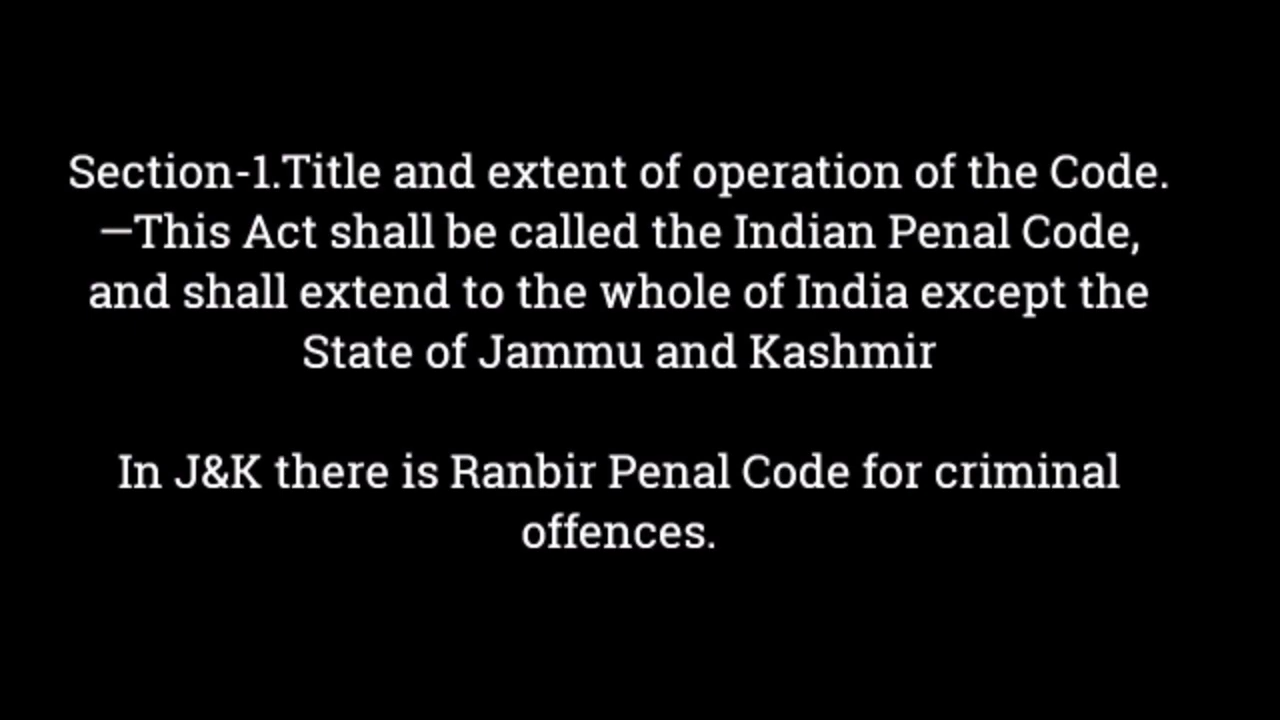 Section-1.Title and extent of operation of the Code.
—This Act shall be called the Indian Penal Code,
and shall extend to the whole of India except the
State of Jammu and Kashmir
In J&K there is Ranbir Penal Code for criminal
offences.